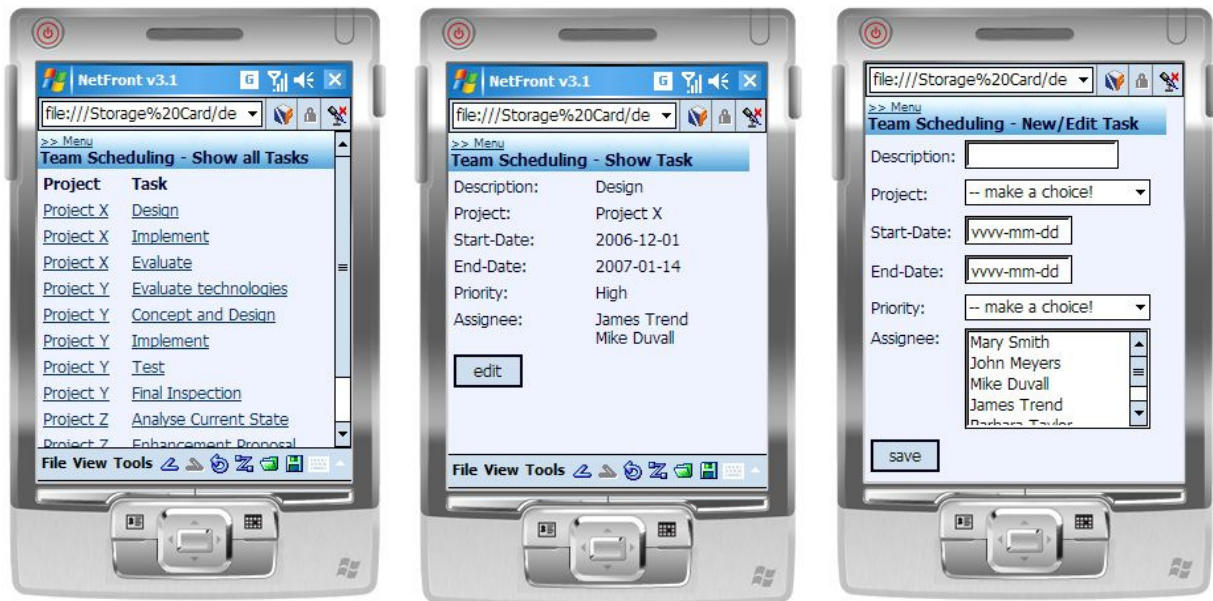 NetFront v3.1
G
file:///Storage%20Card/de
>> Menu
Team Scheduling - Show all Tasks
Project Task
Project X Design
Project X Implement
Project X Evaluate
Project Y Evaluate technologies
Project Y Concept and Design
Project Y Implement
Project Y Test
Project Y Final Inspection
Project Z Analyse Current State
Project Z Enhancement Proposal
File View Tools
NetFront v3.1
G
file:///Storage%20Card/de
>> Menu
Team Scheduling - Show Task
Description: Design
Project: Project X
Start-Date: 2006-12-01
End-Date: 2007-01-14
Priority: High
Assignee: James Trend
Mike Duvall
edit
File View Tools
file:///Storage%20Card/de
>> Menu
Team Scheduling - New/Edit Task
Description:
Project: -- make a choice!
Start-Date: yyyy-mm-dd
End-Date: yyyy-mm-dd
Priority: -- make a choice!
Assignee: Mary Smith
John Meyers
Mike Duvall
James Trend
Barbara Taylor
save